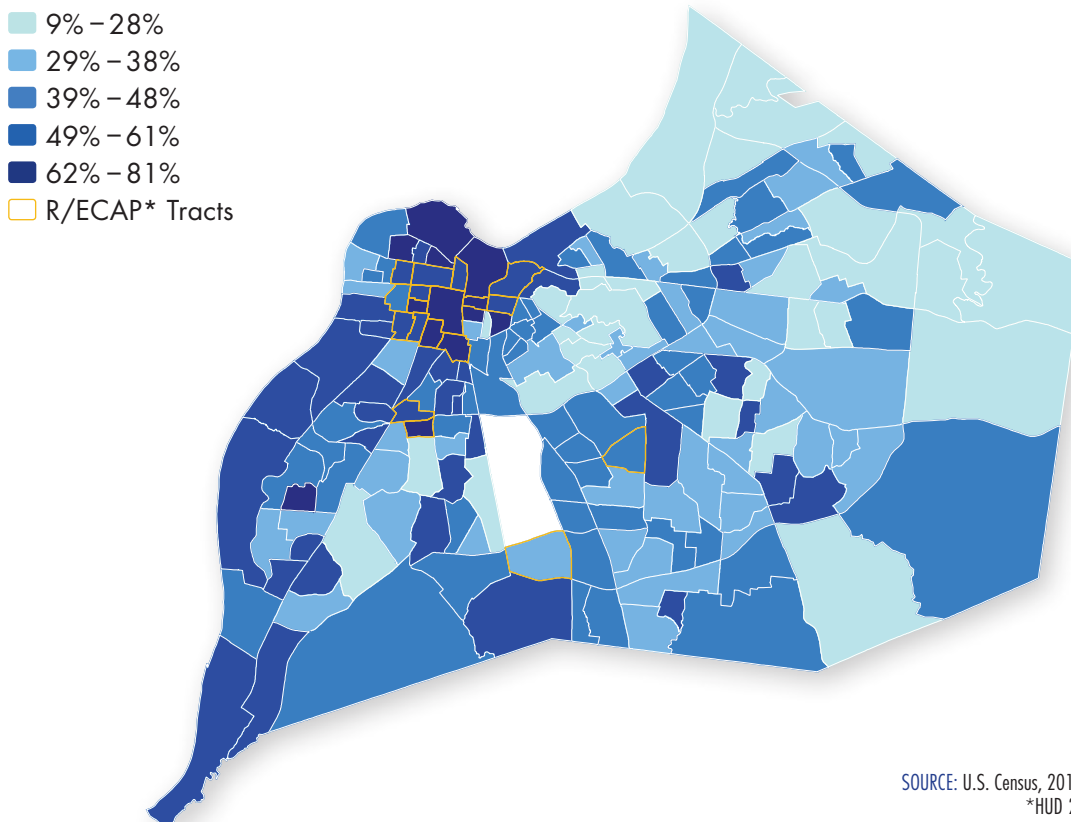 9% – 28%
29% – 38%
39% – 48%
49% – 61%
62% – 81%
R/ECAP* Tracts
SOURCE: U.S. Census,
*HUD